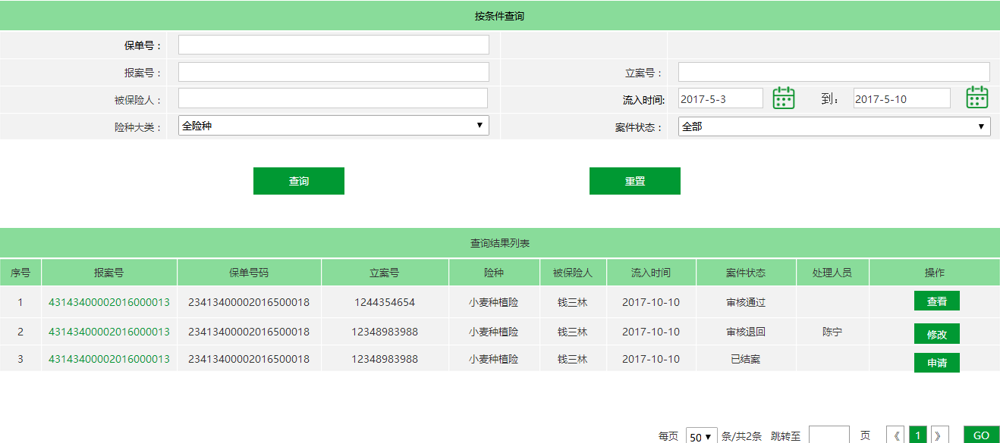 按条件查询
保单号：
报案号： 立案号：
被保险人： 流入时间: 2017-5-3 到： 2017-5-10
险种大类： 全险种 案件状态： 全部
查询 重置
查询结果列表
序号 报案号 保单号码 立案号 险种 被保险人 流入时间 案件状态 处理人员 操作
1 43143400002016000013 23413400002016500018 1244354654 小麦种植险 钱三林 2017-10-10 审核通过 查看
2 43143400002016000013 23413400002016500018 12348983988 小麦种植险 钱三林 2017-10-10 审核退回 陈宁 修改
3 43143400002016000013 23413400002016500018 12348983988 小麦种植险 钱三林 2017-10-10 已结案 申请
每页 50 条/共2条 跳转至 页 《 1 》 GO